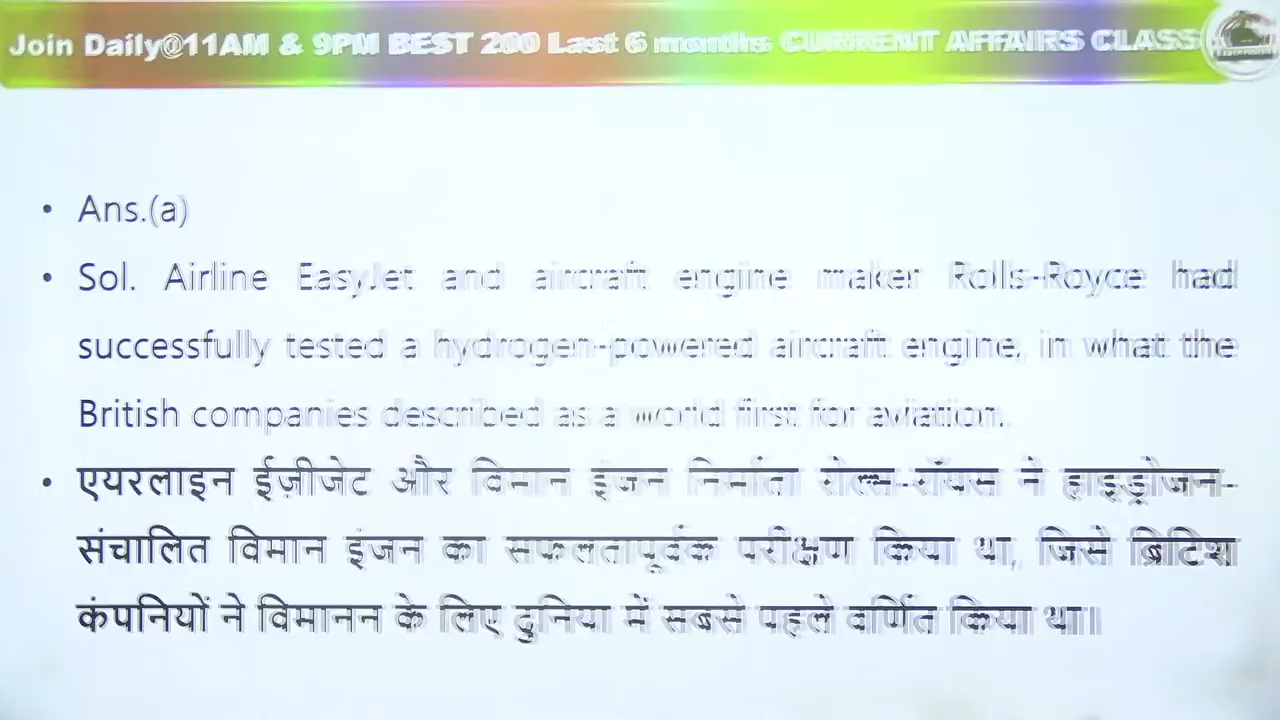 Join Daily@11AM & 9PM BEST 200 Last 6 months CURRENT AFFAIRS CLASS
• Ans.(a)
• Sol. Airline EasyJet and aircraft engine maker Rolls-Royce had
successfully tested a hydrogen-powered aircraft engine, in what the
British companies described as a world first for aviation.
• एयरलाइन ईज़ीजेट और विमान इंजन निर्माता रोल्स-रॉयस ने हाइड्रोजन-
संचालित विमान इंजन का सफलतापूर्वक परीक्षण किया था, जिसे ब्रिटिश
कंपनियों ने विमानन के लिए दुनिया में सबसे पहले वर्णित किया था।